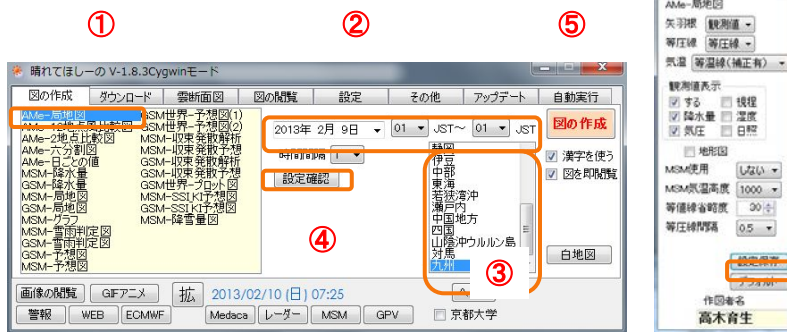 ① ② ⑤
晴れてほしーの V-1.8.3Cygwinモード
図の作成 ダウンロード 雲断面図 図の閲覧 設定 その他 アップデート 自動実行
AMe-局地図
AMe-2地点比較図
AMe-六分割図
AMe-日ごとの値
GSM-降水量
MSM-降水量
MSM-局地図
GSM-局地図
MSM-グラフ
MSM-雪雨判定図
GSM-雪雨判定図
GSM-予想図
MSM-予想図
GSM世界-予想図(1)
GSM世界-予想図(2)
MSM-収束発散解析
MSM-収束発散予想
GSM-収束発散解析
GSM-収束発散予想
GSM世界-プロット図
MSM-SSI,KI予想図
GSM-SSI,KI予想図
MSM-降雪量図
2013年 2月 9日 01 JST~ 01 JST
時間間隔 1
設定確認
④
静岡
伊豆
中部
東海
若狭湾沖
瀬戸内
中国地方
四国
山陰沖ウルルン島
対馬
九州
③
図の作成
漢字を使う
図を即閲覧
白地図
画像の閲覧 GIFアニメ 拡 2013/02/10 (日) 07:25
警報 WEB ECMWF Medaca レーダー MSM GPV 京都大学
AMe-局地図
矢羽根 観測値
等圧線 等圧線
気温 等温線(補正有)
観測値表示
する 視程
降水量 湿度
気圧 日照
地形図
MSM使用 しない
MSM気温高度 1000
等値線省略度 30
等圧線間隔 0.5
設定保存
デフォルト
作図者名
高木育生